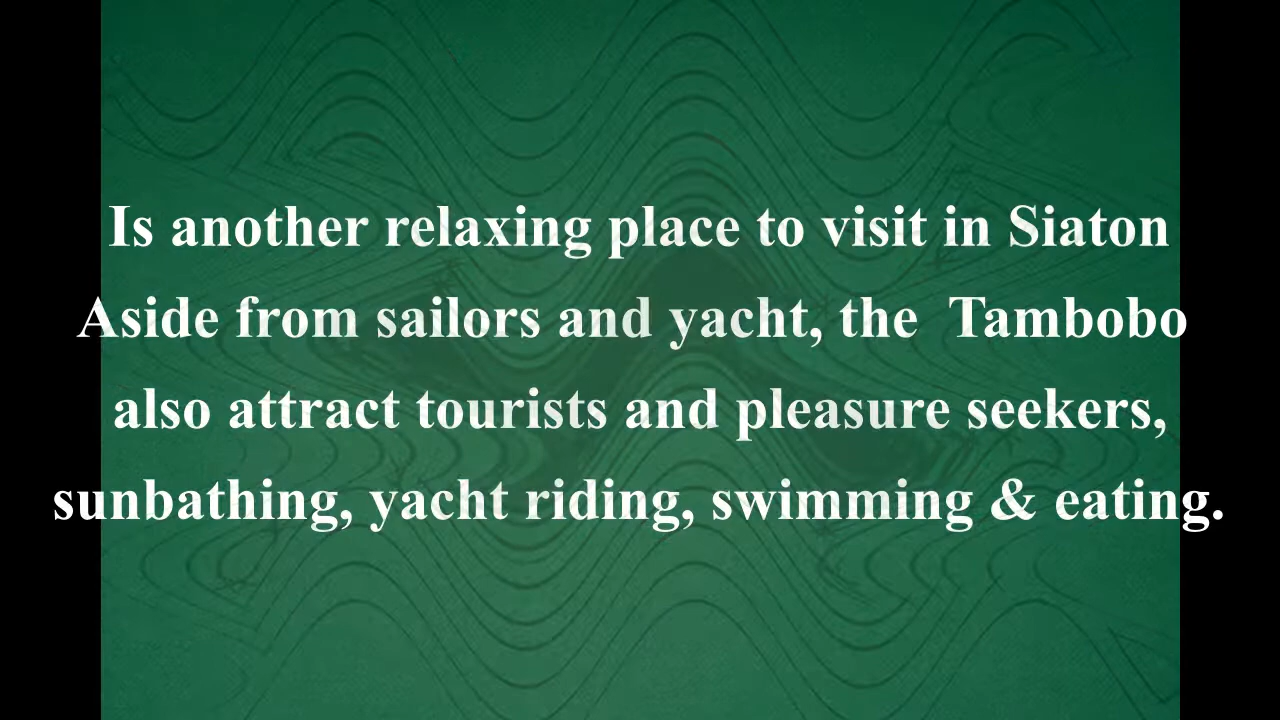 Is another relaxing place to visit in Siaton
Aside from sailors and yacht, the  Tambobo
also attract tourists and pleasure seekers,
sunbathing, yacht riding, swimming & eating.